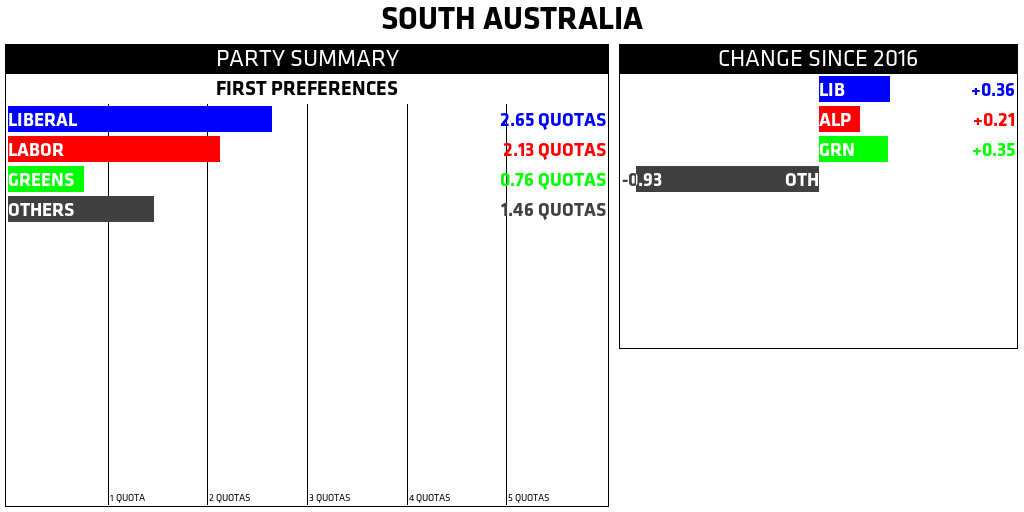 SOUTH AUSTRALIA
PARTY SUMMARY
FIRST PREFERENCES
LIBERAL 2.65 QUOTAS
LABOR 2.13 QUOTAS
GREENS 0.76 QUOTAS
OTHERS 1.46 QUOTAS
1 QUOTA 2 QUOTAS 3 QUOTAS 4 QUOTAS 5 QUOTAS
CHANGE SINCE 2016
LIB +0.36
ALP +0.21
GRN +0.35
-0.93 OTH